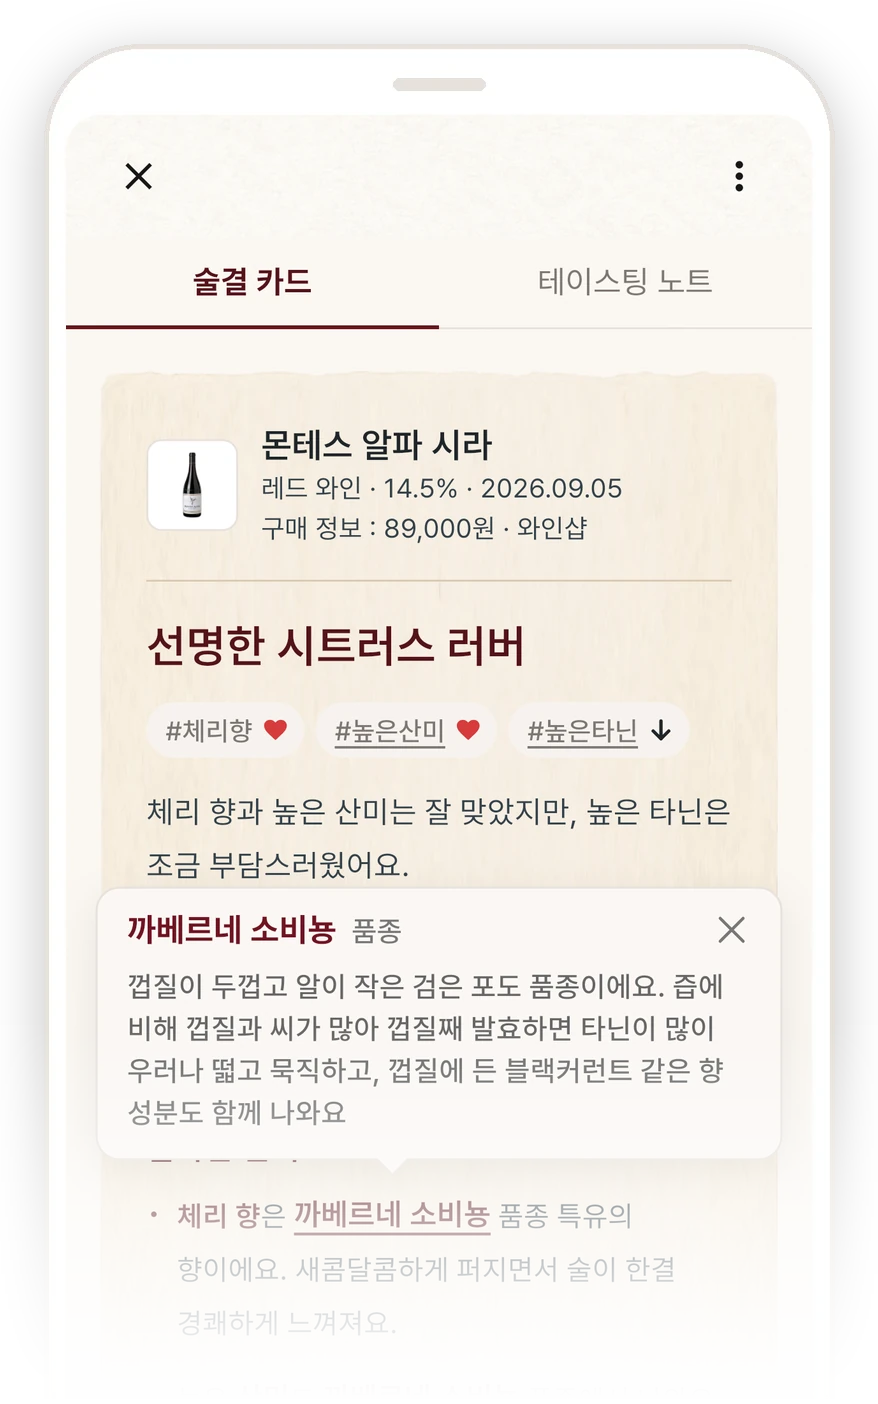 술결 카드
테이스팅 노트
몬테스 알파 시라
레드 와인 · 14.5% · 2026.09.05
구매 정보 : 89,000원 · 와인샵
선명한 시트러스 러버
#체리향 #높은산미 #높은타닌
체리 향과 높은 산미는 잘 맞았지만, 높은 타닌은
조금 부담스러웠어요.
까베르네 소비뇽 품종
껍질이 두껍고 알이 작은 검은 포도 품종이에요. 즙에
비해 껍질과 씨가 많아 껍질째 발효하면 타닌이 많이
우러나 떫고 묵직하고, 껍질에 든 블랙커런트 같은 향
성분도 함께 나와요
• 체리 향은 까베르네 소비뇽 품종 특유의
향이에요. 새콤달콤하게 퍼지면서 술이 한결
경쾌하게 느껴져요.